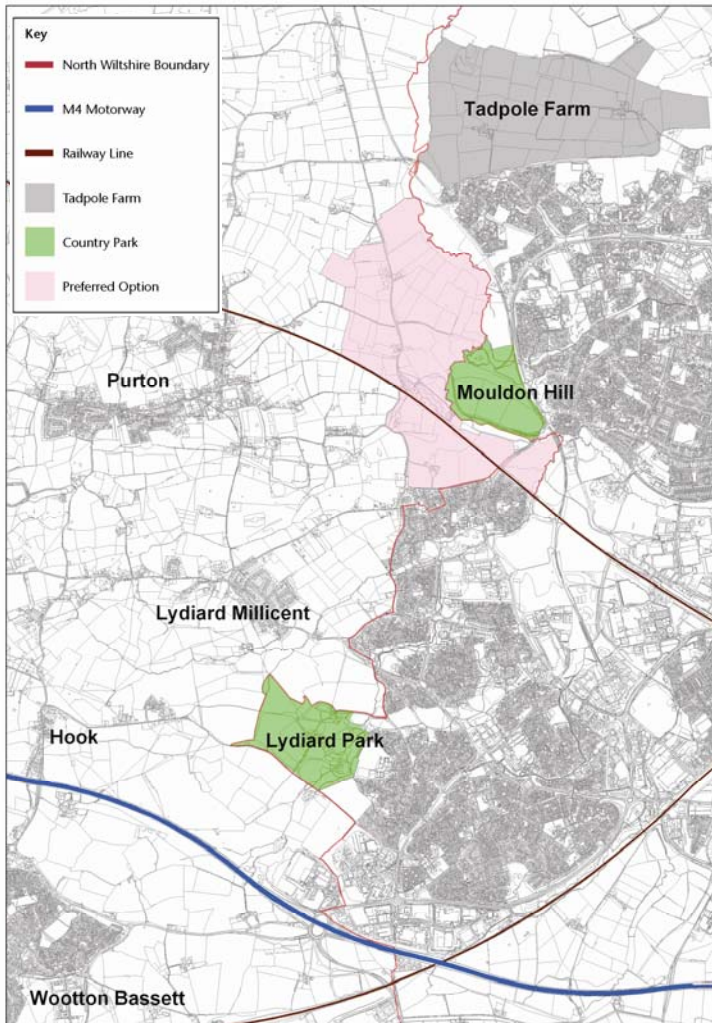 Key
North Wiltshire Boundary
M4 Motorway
Railway Line
Tadpole Farm
Country Park
Preferred Option
Tadpole Farm
Purton
Mouldon Hill
Lydiard Millicent
Hook
Lydiard Park
Wootton Bassett